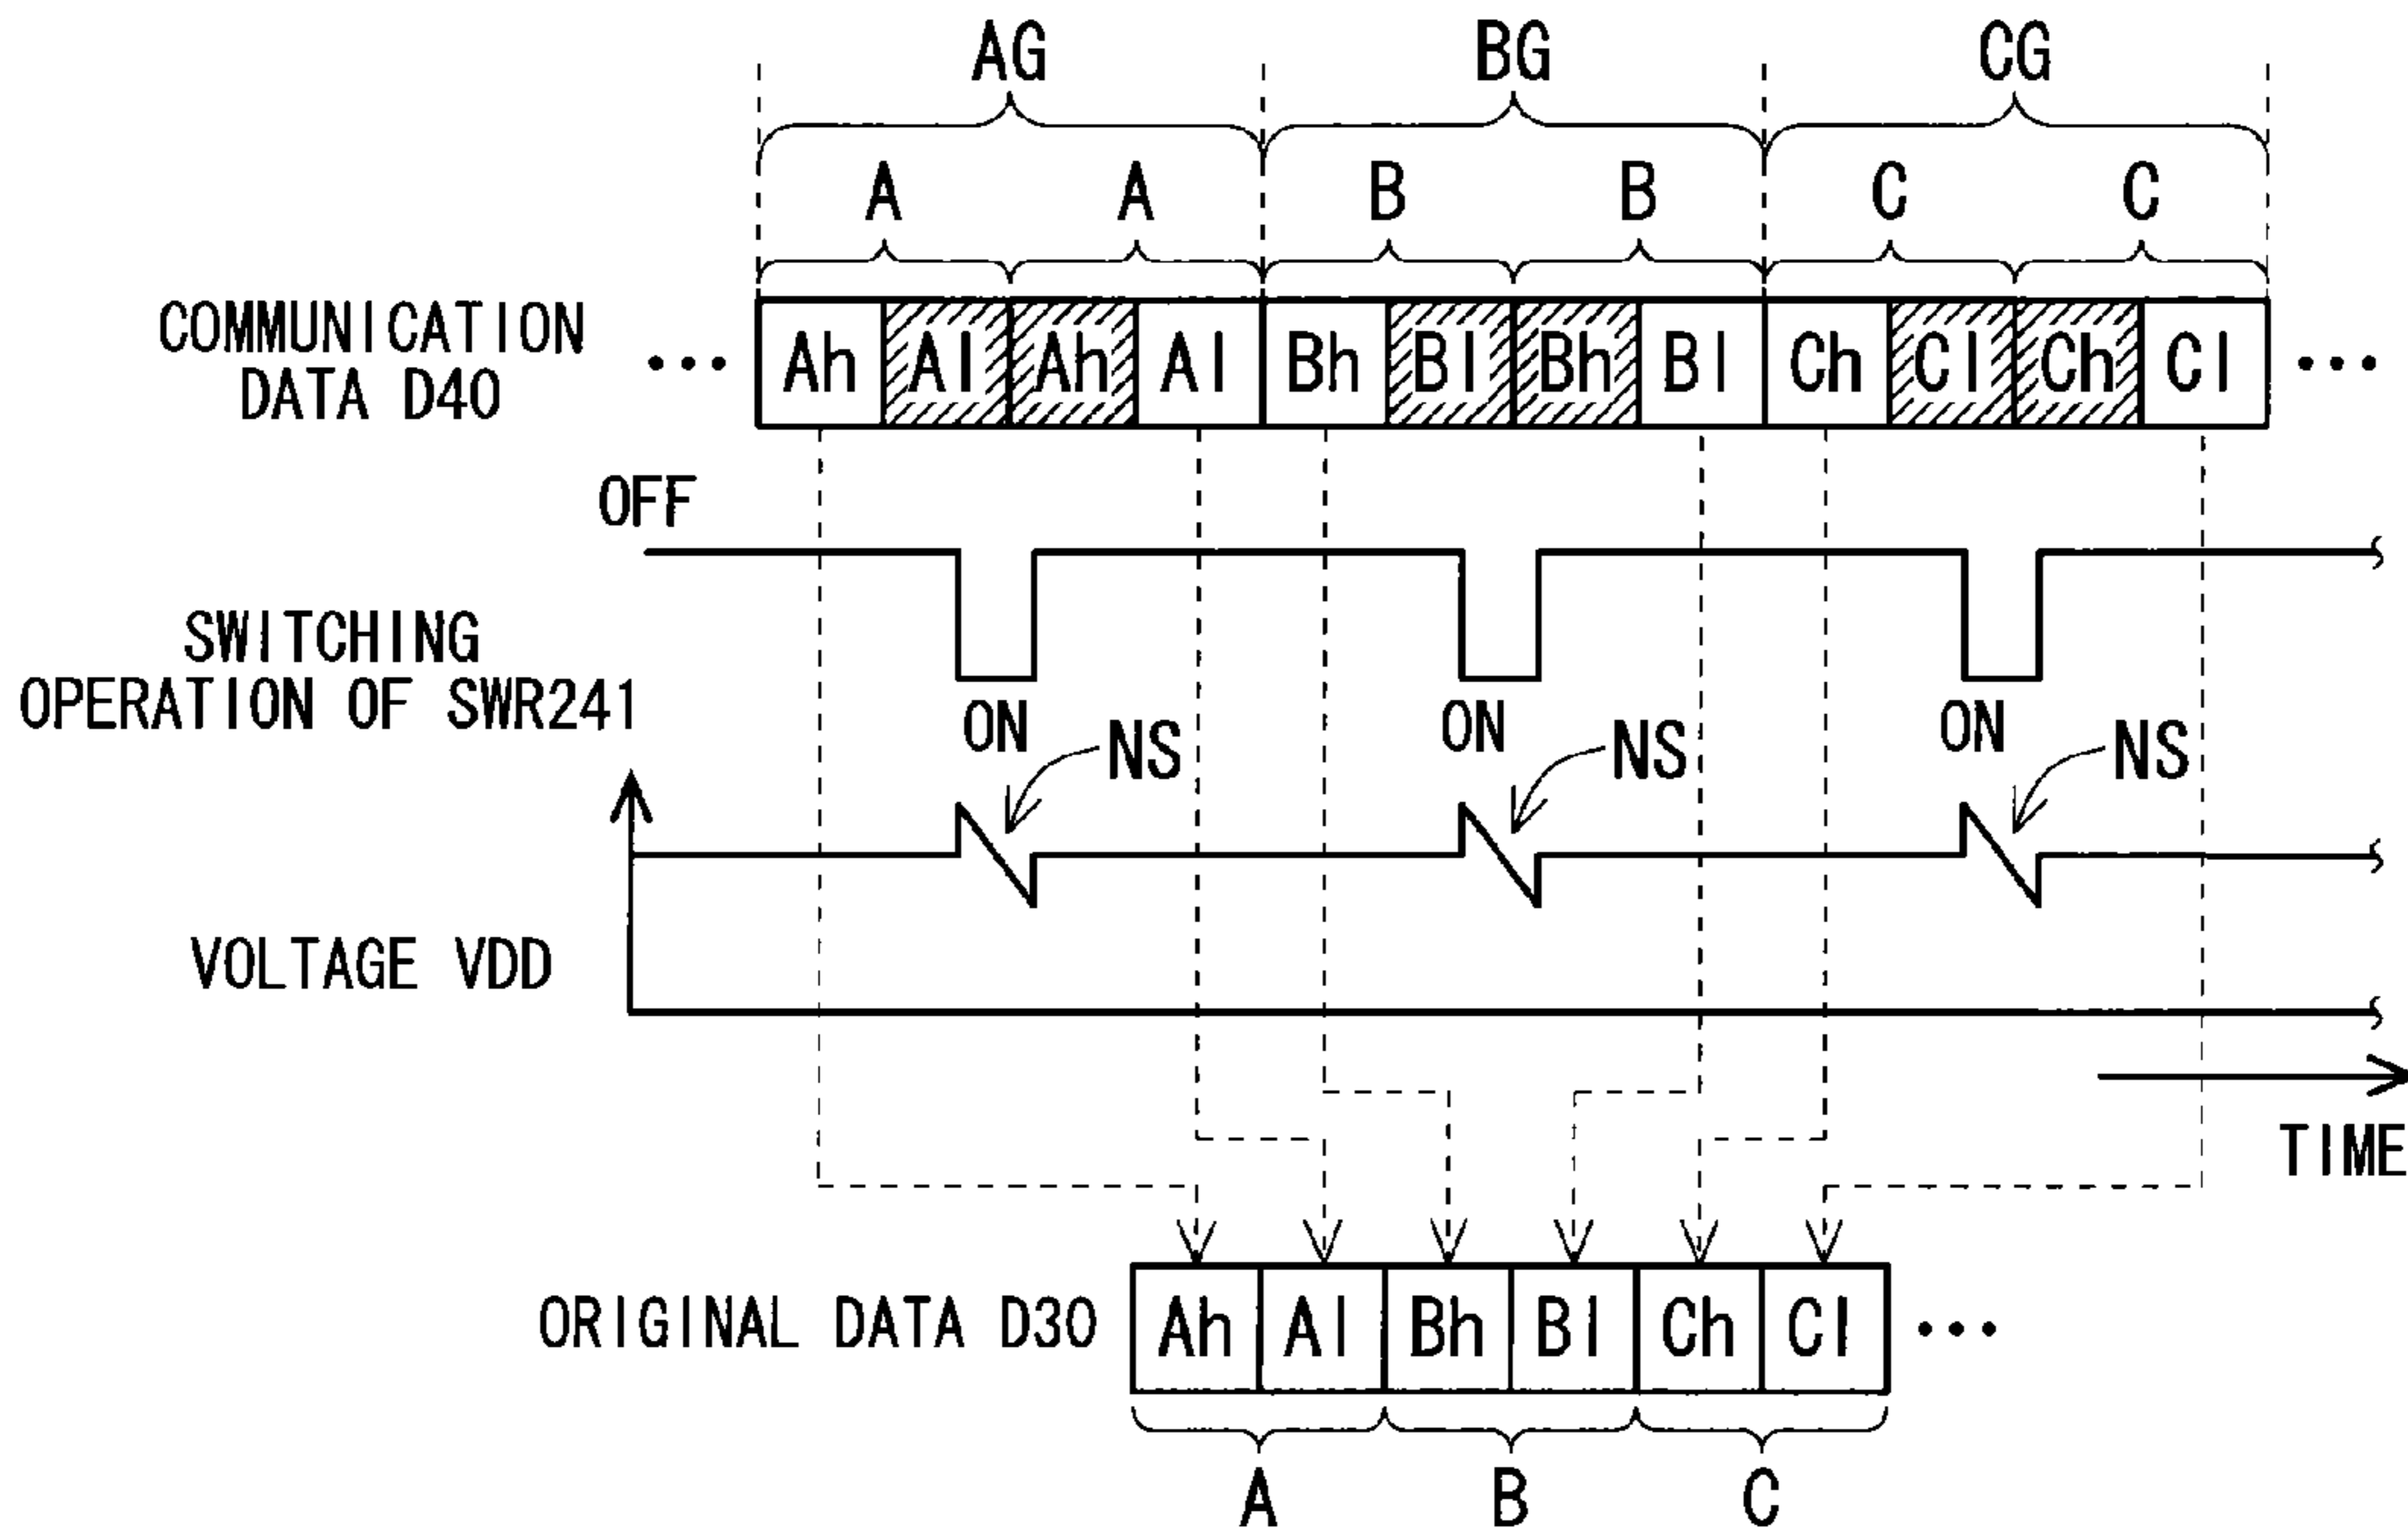 AG BG CG
A A B B C C
COMMUNICATION
DATA D40
••• Ah Al Ah Al Bh Bl Bh Bl Ch Cl Ch Cl •••
OFF
SWITCHING
OPERATION OF SWR241
ON ON ON
NS NS NS
VOLTAGE VDD
TIME
ORIGINAL DATA D30 Ah Al Bh Bl Ch Cl •••
A B C